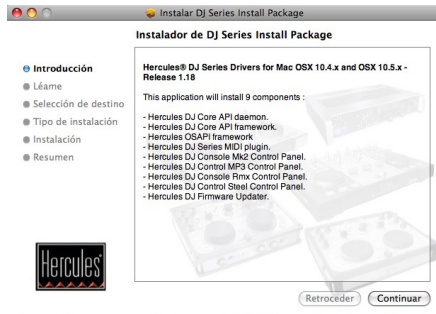 Instalar DJ Series Install Package
Instalador de DJ Series Install Package
Introducción
Léame
Selección de destino
Tipo de instalación
Instalación
Resumen
Hercules® DJ Series Drivers for Mac OSX 10.4.x and OSX 10.5.x -
Release 1.18
This application will install 9 components :
- Hercules DJ Core API daemon.
- Hercules DJ Core API framework.
- Hercules OSAPI framework
- Hercules DJ Series MIDI plugin.
- Hercules DJ Console Mk2 Control Panel.
- Hercules DJ Control MP3 Control Panel.
- Hercules DJ Console Rmx Control Panel.
- Hercules DJ Control Steel Control Panel.
- Hercules DJ Firmware Updater.
Hercules
Retroceder
Continuar